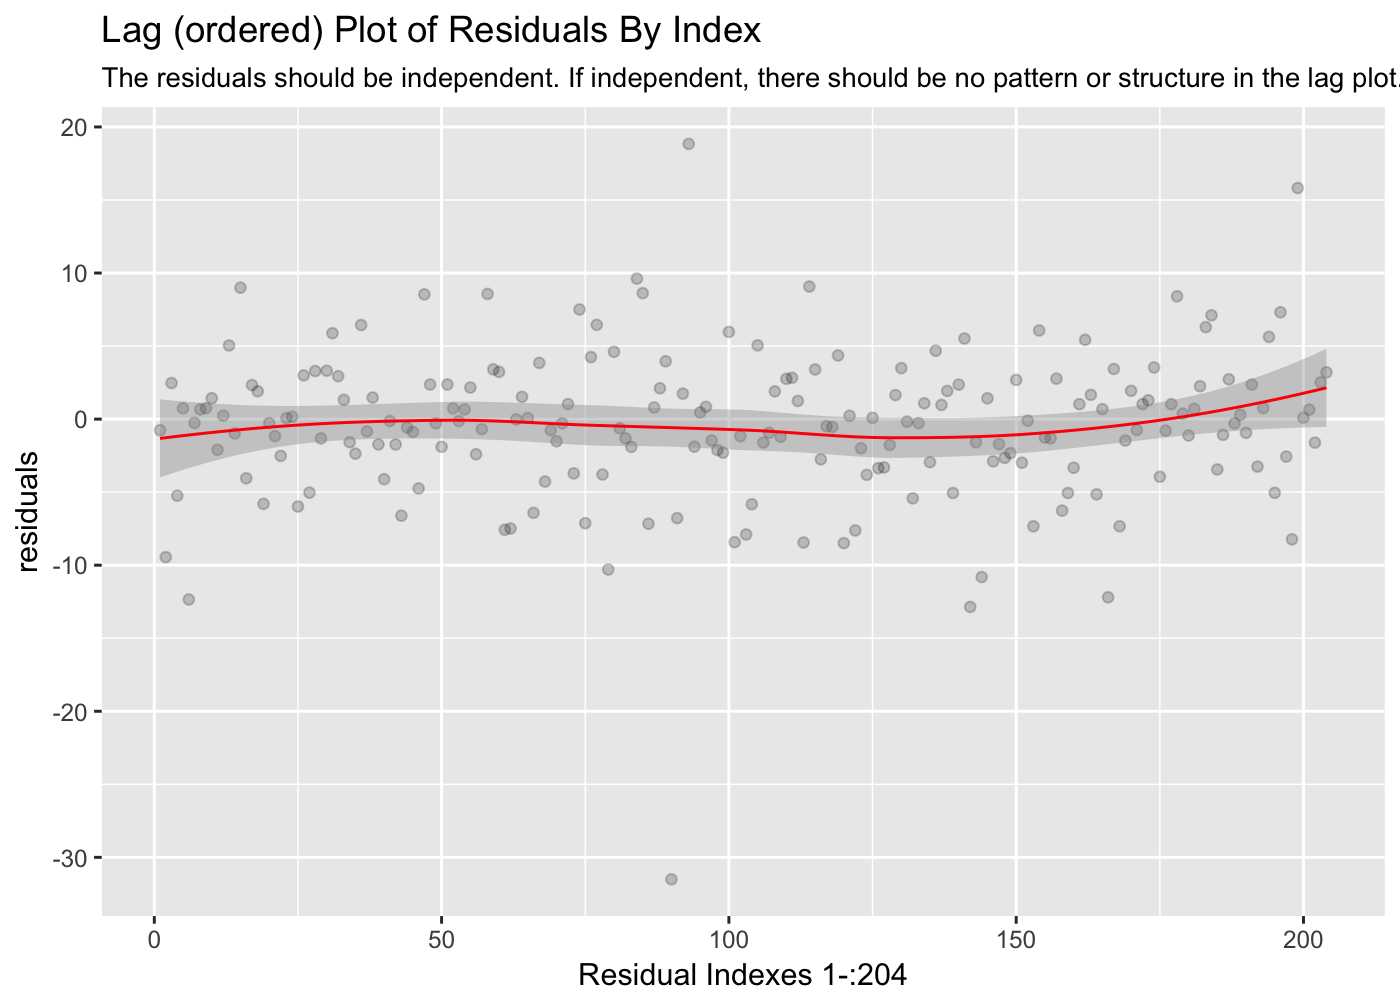 Lag (ordered) Plot of Residuals By Index
The residuals should be independent. If independent, there should be no pattern or structure in the lag plot.
20
10
0
-10
-20
-30
residuals
0 50 100 150 200
Residual Indexes 1-:204